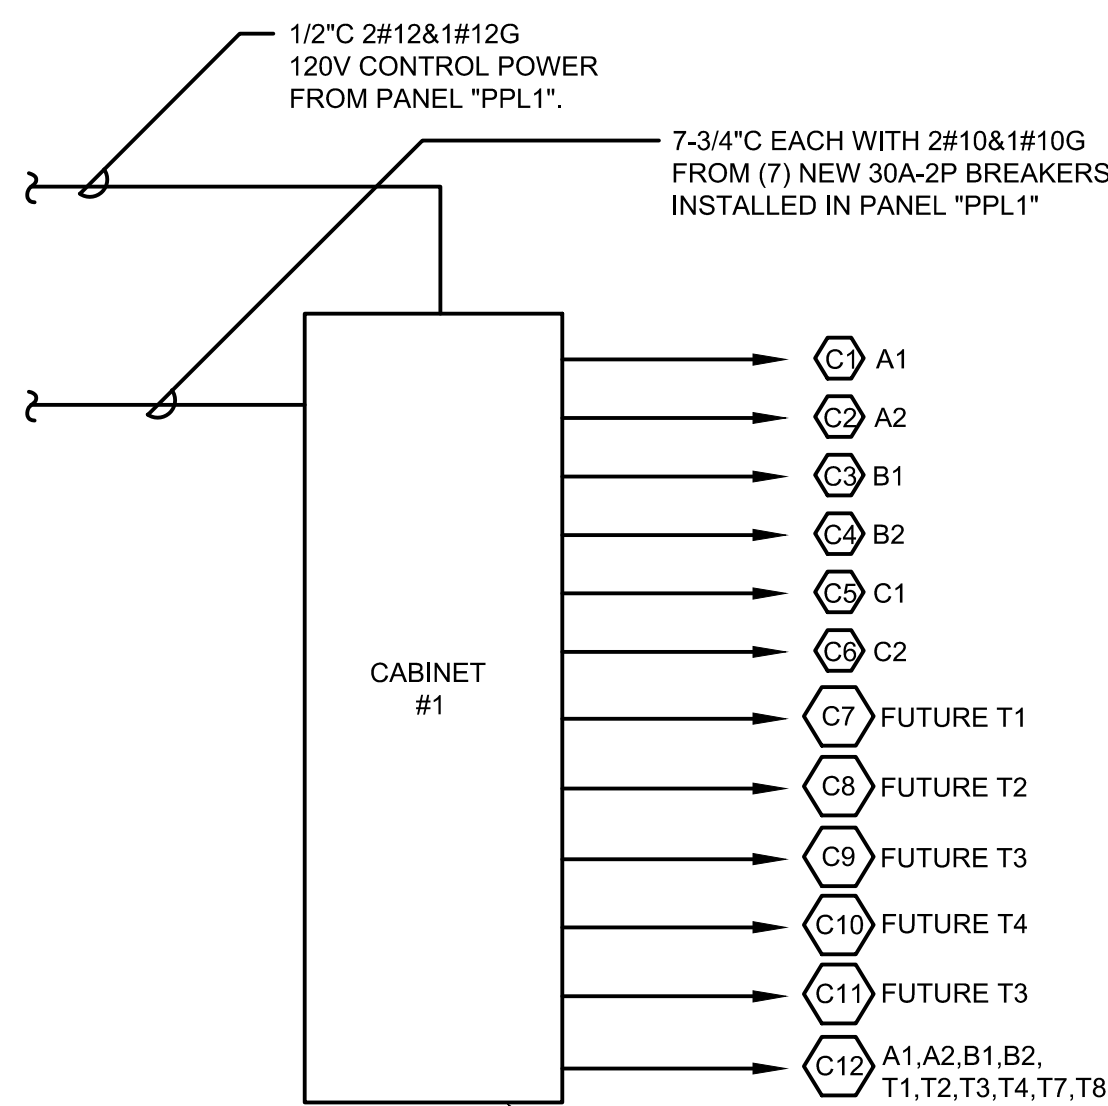 1/2"C 2#12&1#12G
120V CONTROL POWER
FROM PANEL "PPL1".
7-3/4"C EACH WITH 2#10&1#10G
FROM (7) NEW 30A-2P BREAKERS
INSTALLED IN PANEL "PPL1"
CABINET
#1
C1 A1
C2 A2
C3 B1
C4 B2
C5 C1
C6 C2
C7 FUTURE T1
C8 FUTURE T2
C9 FUTURE T3
C10 FUTURE T4
C11 FUTURE T3
C12 A1,A2,B1,B2,
T1,T2,T3,T4,T7,T8